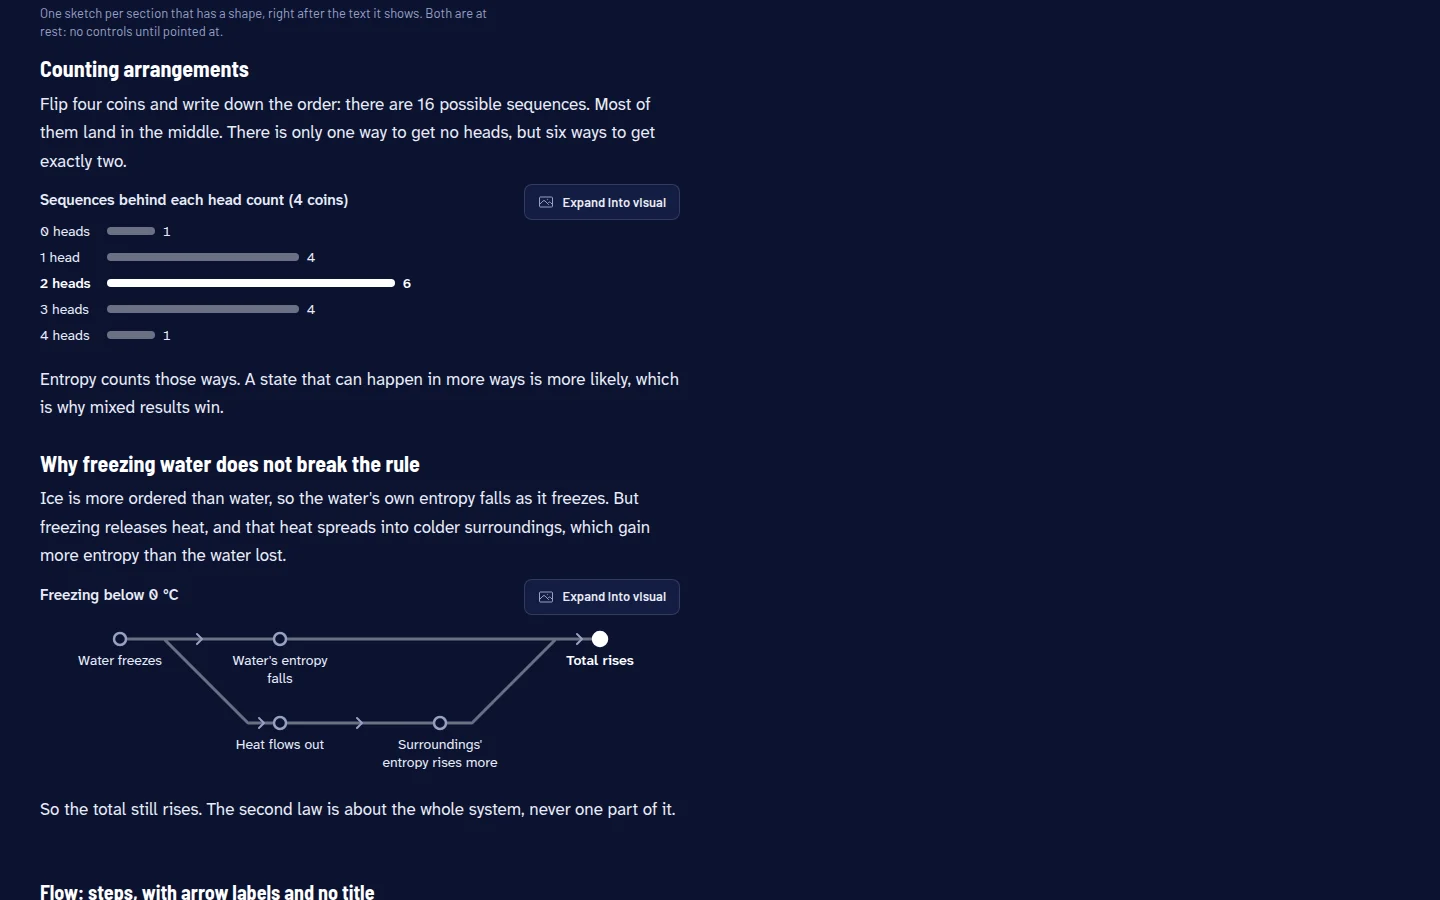 One sketch per section that has a shape, right after the text it shows. Both are at
rest: no controls until pointed at.
Counting arrangements
Flip four coins and write down the order: there are 16 possible sequences. Most of
them land in the middle. There is only one way to get no heads, but six ways to get
exactly two.
Sequences behind each head count (4 coins)
Expand into visual
0 heads 1
1 head 4
2 heads 6
3 heads 4
4 heads 1
Entropy counts those ways. A state that can happen in more ways is more likely, which
is why mixed results win.
Why freezing water does not break the rule
Ice is more ordered than water, so the water's own entropy falls as it freezes. But
freezing releases heat, and that heat spreads into colder surroundings, which gain
more entropy than the water lost.
Freezing below 0 °C
Expand into visual
Water freezes
Water's entropy
falls
Total rises
Heat flows out
Surroundings'
entropy rises more
So the total still rises. The second law is about the whole system, never one part of it.
Flow: steps, with arrow labels and no title